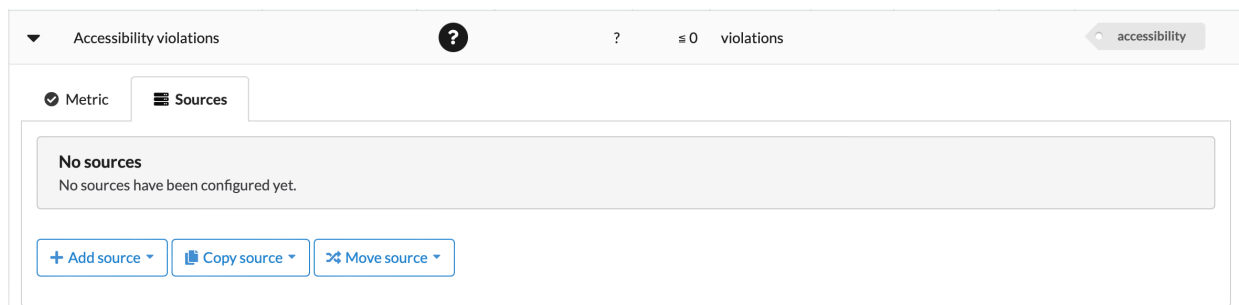 Accessibility violations ? ? ≦ 0 violations accessibility
Metric Sources
No sources
No sources have been configured yet.
Add source Copy source Move source